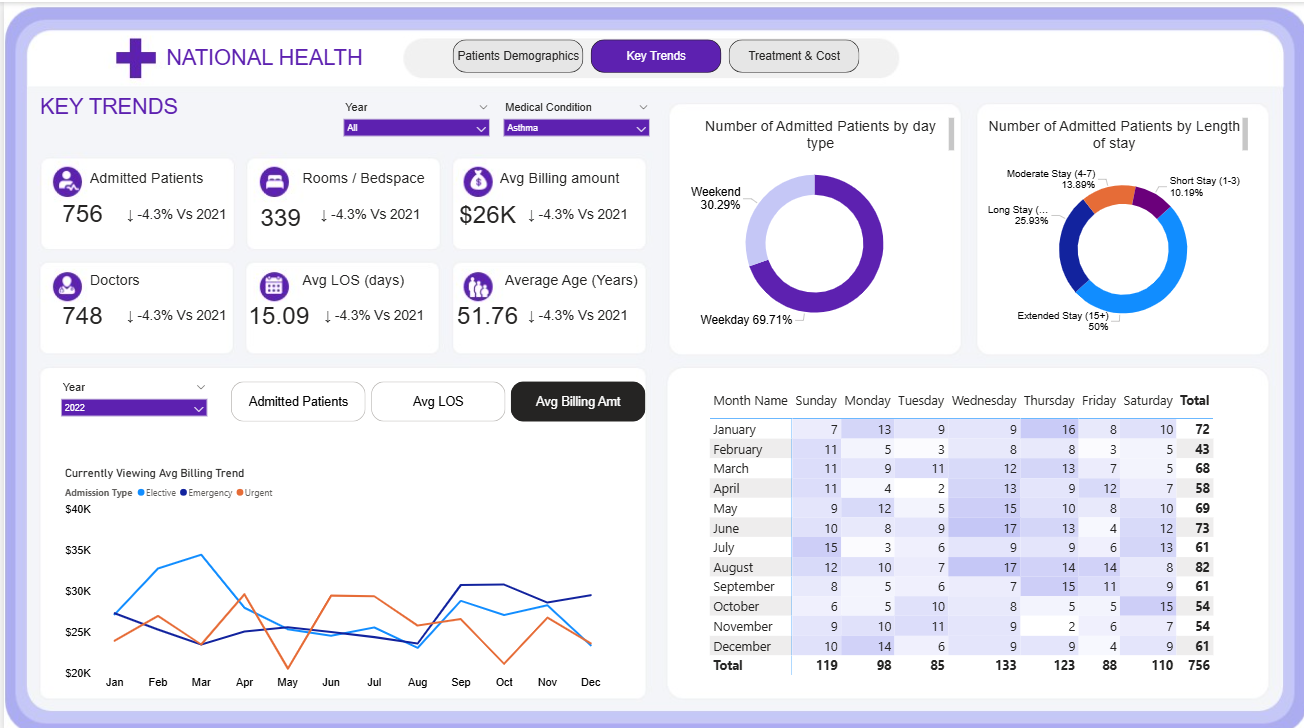 NATIONAL HEALTH
Patients Demographics
Key Trends
Treatment & Cost
KEY TRENDS
Year
All
Medical Condition
Asthma
Admitted Patients
756
↓ -4.3% Vs 2021
Rooms / Bedspace
339
↓ -4.3% Vs 2021
Avg Billing amount
$26K
↓ -4.3% Vs 2021
Doctors
748
↓ -4.3% Vs 2021
Avg LOS (days)
15.09
↓ -4.3% Vs 2021
Average Age (Years)
51.76
↓ -4.3% Vs 2021
Number of Admitted Patients by day
type
Weekend
30.29%
Weekday 69.71%
Number of Admitted Patients by Length
of stay
Moderate Stay (4-7)
13.89%
Short Stay (1-3)
10.19%
Long Stay (...
25.93%
Extended Stay (15+)
50%
Year
2022
Admitted Patients
Avg LOS
Avg Billing Amt
Currently Viewing Avg Billing Trend
Admission Type Elective Emergency Urgent
$40K
$35K
$30K
$25K
$20K
Jan Feb Mar Apr May Jun Jul Aug Sep Oct Nov Dec
Month Name Sunday Monday Tuesday Wednesday Thursday Friday Saturday Total
January 7 13 9 9 16 8 10 72
February 11 5 3 8 8 3 5 43
March 11 9 11 12 13 7 5 68
April 11 4 2 13 9 12 7 58
May 9 12 5 15 10 8 10 69
June 10 8 9 17 13 4 12 73
July 15 3 6 9 9 6 13 61
August 12 10 7 17 14 14 8 82
September 8 5 6 7 15 11 9 61
October 6 5 10 8 5 5 15 54
November 9 10 11 9 2 6 7 54
December 10 14 6 9 9 4 9 61
Total 119 98 85 133 123 88 110 756